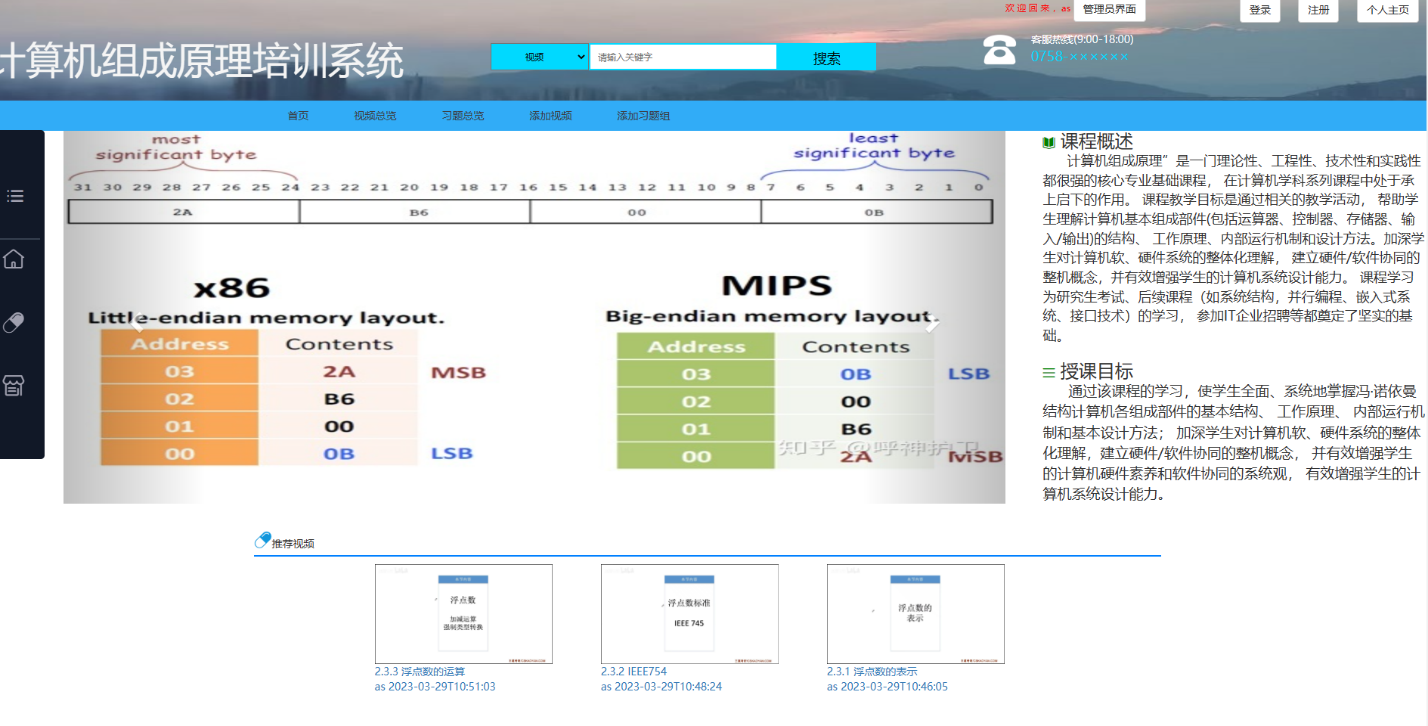 欢迎回来，as 管理员界面 登录 注册 个人主页
计算机组成原理培训系统
视频 请输入关键字 搜索
客服热线(9:00-18:00)
0758-××××××
首页 视频总览 习题总览 添加视频 添加习题组
most
significant byte
least
significant byte
31 30 29 28 27 26 25 24 23 22 21 20 19 18 17 16 15 14 13 12 11 10 9 8 7 6 5 4 3 2 1 0
2A B6 00 0B
x86
Little-endian memory layout.
Address Contents
03 2A MSB
02 B6
01 00
00 0B LSB
MIPS
Big-endian memory layout.
Address Contents
03 0B LSB
02 00
01 B6
00 2A MSB
知乎 @呼神护卫
课程概述
计算机组成原理”是一门理论性、工程性、技术性和实践性
都很强的核心专业基础课程， 在计算机学科系列课程中处于承
上启下的作用。 课程教学目标是通过相关的教学活动， 帮助学
生理解计算机基本组成部件(包括运算器、控制器、存储器、输
入/输出)的结构、 工作原理、内部运行机制和设计方法。加深学
生对计算机软、硬件系统的整体化理解， 建立硬件/软件协同的
整机概念，并有效增强学生的计算机系统设计能力。 课程学习
为研究生考试、后续课程（如系统结构，并行编程、嵌入式系
统、接口技术）的学习， 参加IT企业招聘等都奠定了坚实的基
础。
授课目标
通过该课程的学习，使学生全面、系统地掌握冯·诺依曼
结构计算机各组成部件的基本结构、 工作原理、 内部运行机
制和基本设计方法； 加深学生对计算机软、硬件系统的整体
化理解，建立硬件/软件协同的整机概念， 并有效增强学生
的计算机硬件素养和软件协同的系统观， 有效增强学生的计
算机系统设计能力。
推荐视频
浮点数
加减运算
强制类型转换
2.3.3 浮点数的运算
as 2023-03-29T10:51:03
浮点数标准
IEEE 745
2.3.2 IEEE754
as 2023-03-29T10:48:24
浮点数的
表示
2.3.1 浮点数的表示
as 2023-03-29T10:46:05